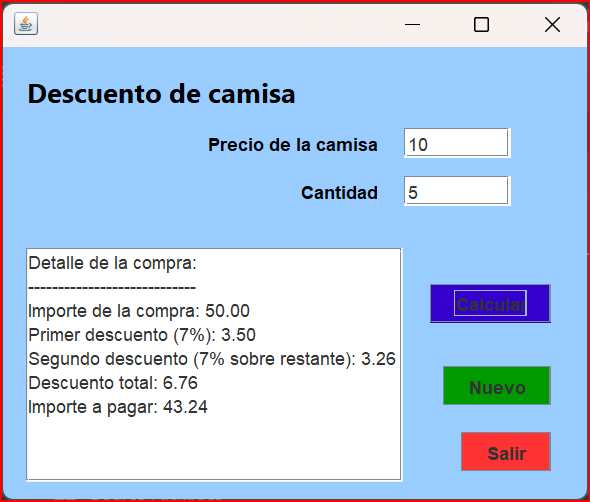 Descuento de camisa
Precio de la camisa 10
Cantidad 5
Detalle de la compra:
----------------------------
Importe de la compra: 50.00
Primer descuento (7%): 3.50
Segundo descuento (7% sobre restante): 3.26
Descuento total: 6.76
Importe a pagar: 43.24
Calcular
Nuevo
Salir